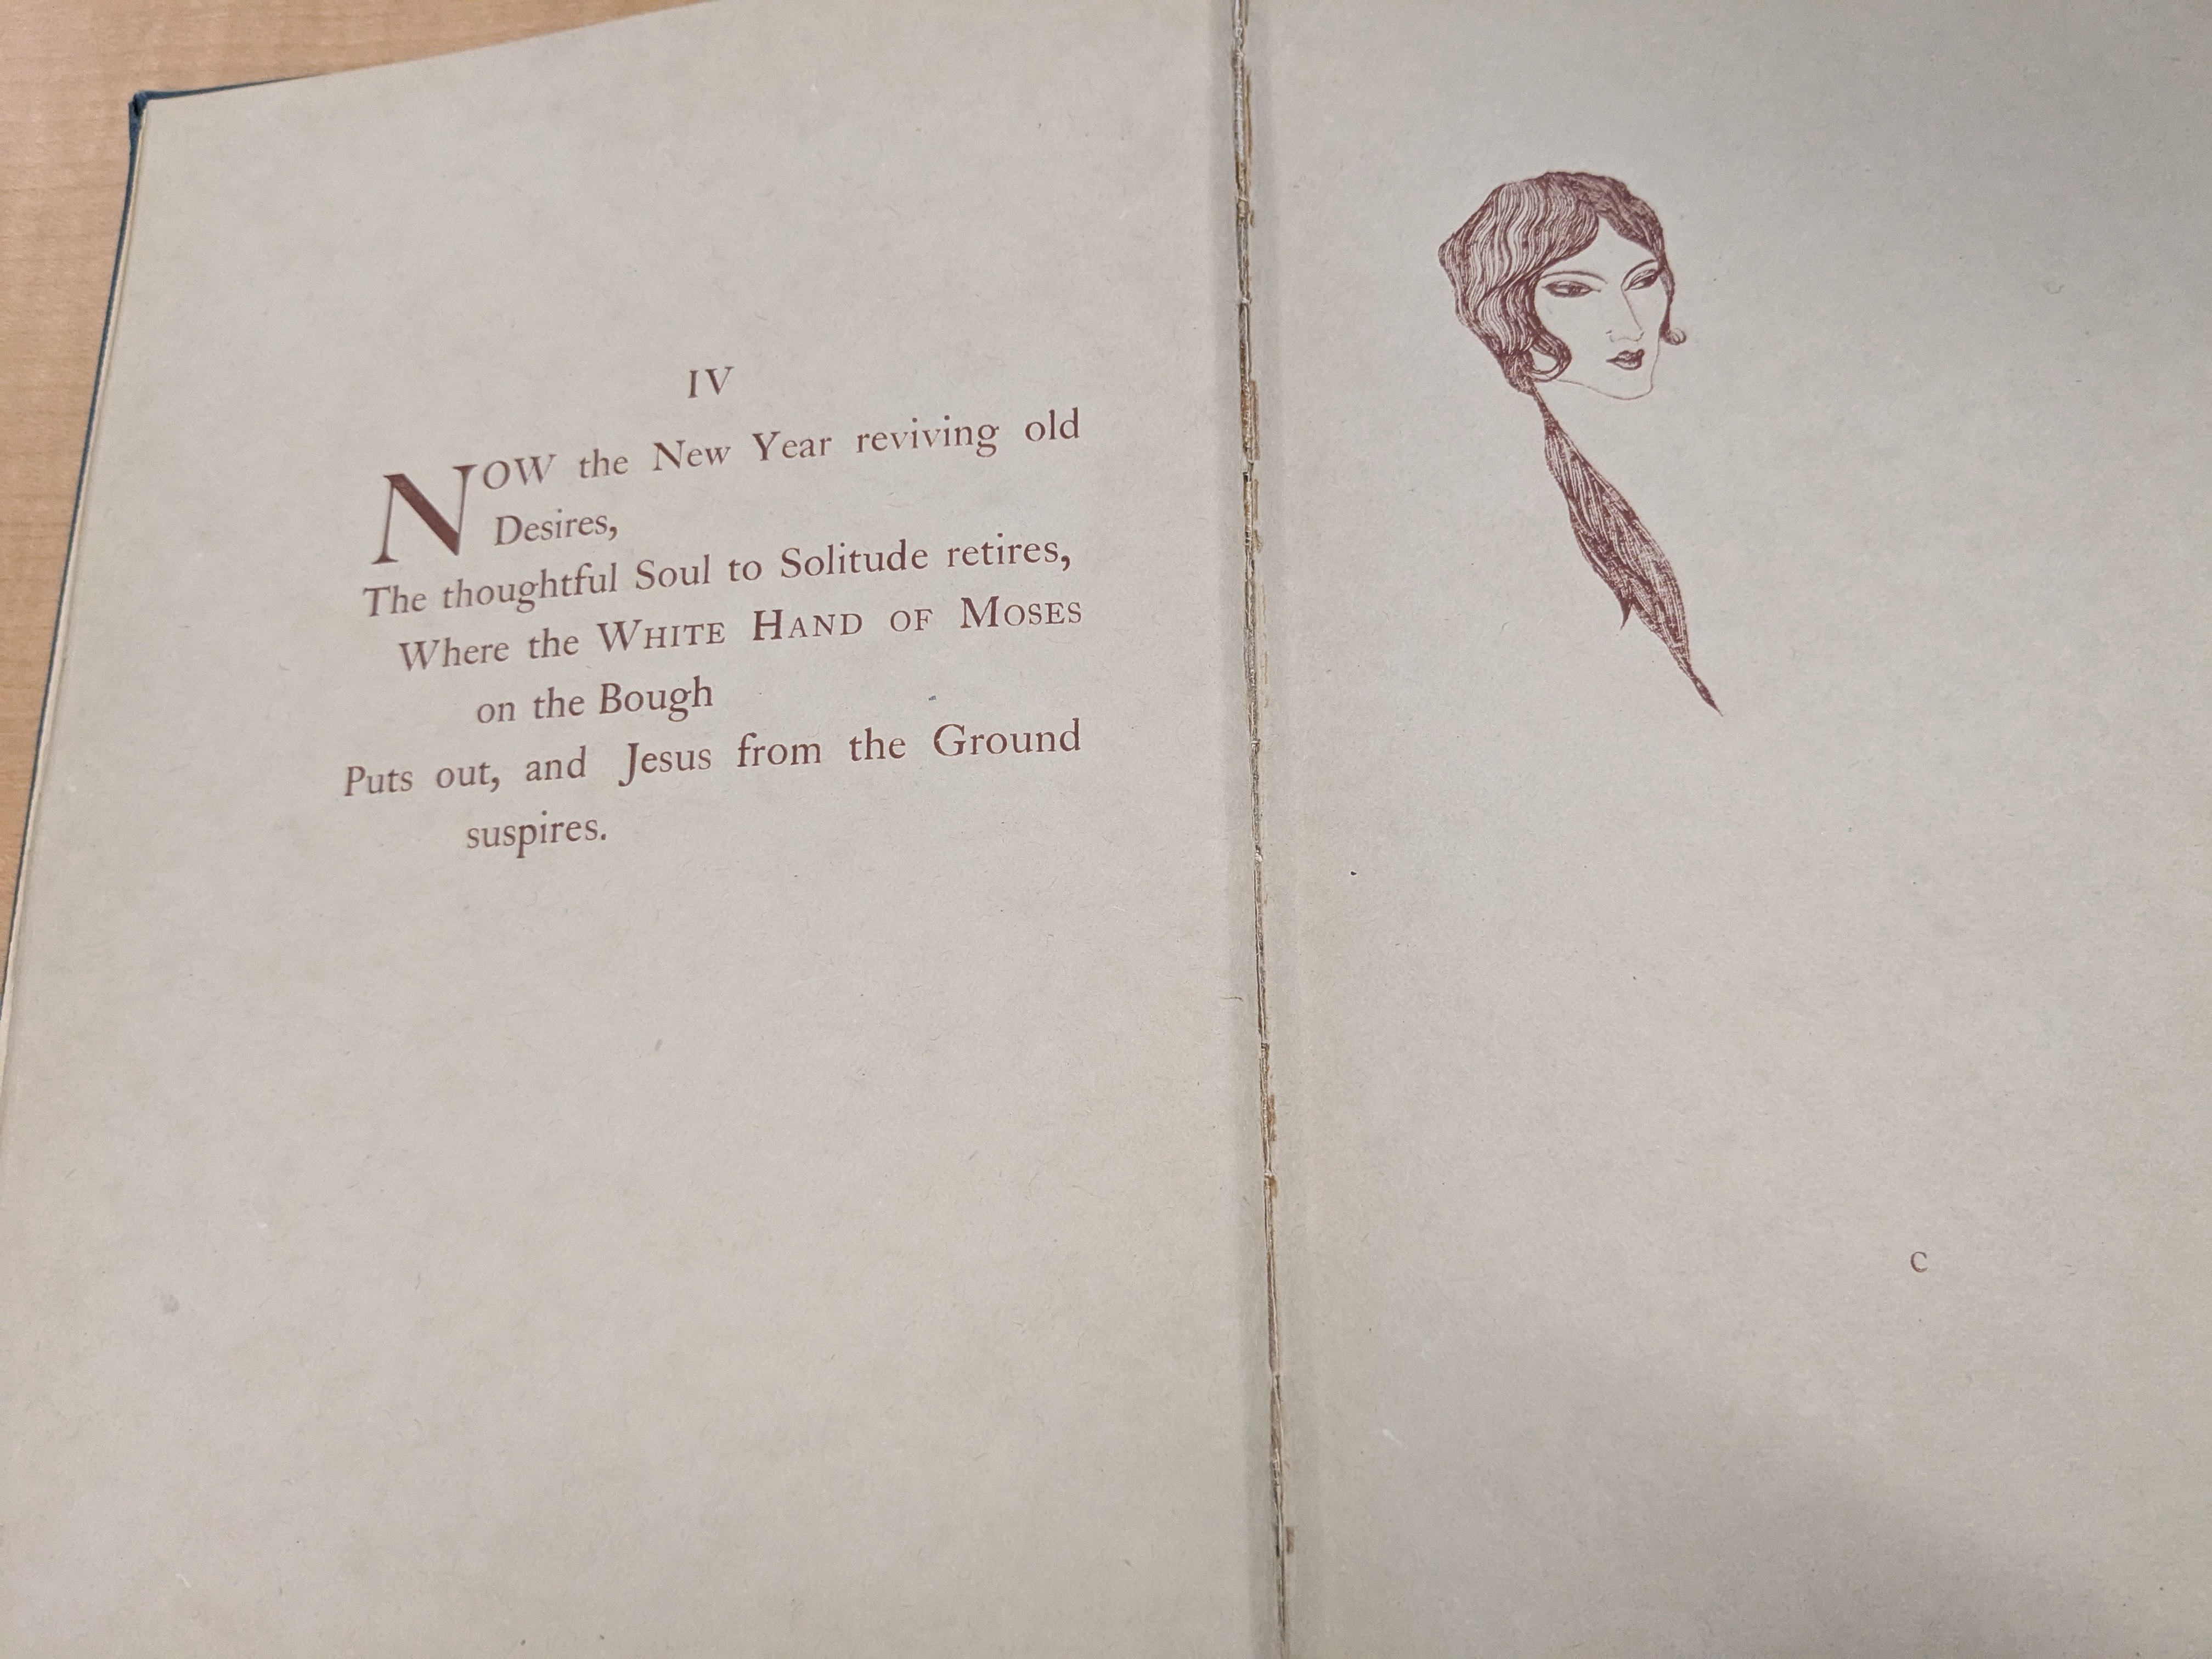 IV
NOW the New Year reviving old
Desires,
The thoughtful Soul to Solitude retires,
Where the WHITE HAND OF MOSES
on the Bough
Puts out, and Jesus from the Ground
suspires.
C